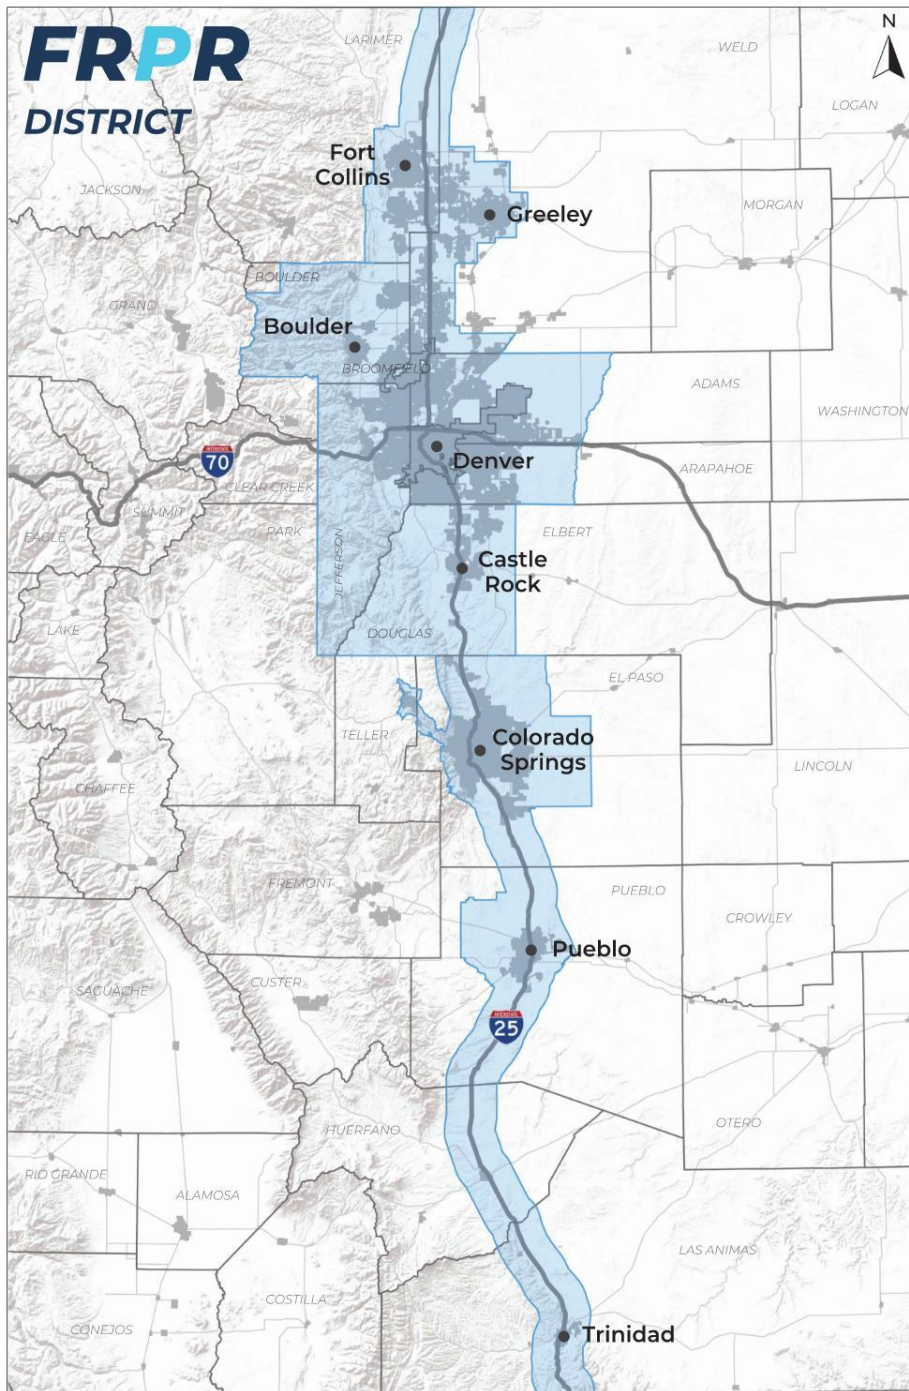 FRPR
DISTRICT
N
LARIMER
WELD
LOGAN
Fort
Collins
JACKSON
MORGAN
Greeley
BOULDER
GRAND
Boulder
BROOMFIELD
ADAMS
WASHINGTON
INTERSTATE
70
Denver
ARAPAHOE
CLEAR CREEK
SUMMIT
EAGLE
PARK
JEFFERSON
ELBERT
Castle
Rock
LAKE
DOUGLAS
EL PASO
TELLER
Colorado
Springs
LINCOLN
CHAFFEE
FREMONT
PUEBLO
CROWLEY
Pueblo
CUSTER
SAGUACHE
INTERSTATE
25
OTERO
HUERFANO
RIO GRANDE
ALAMOSA
LAS ANIMAS
COSTILLA
CONEJOS
Trinidad